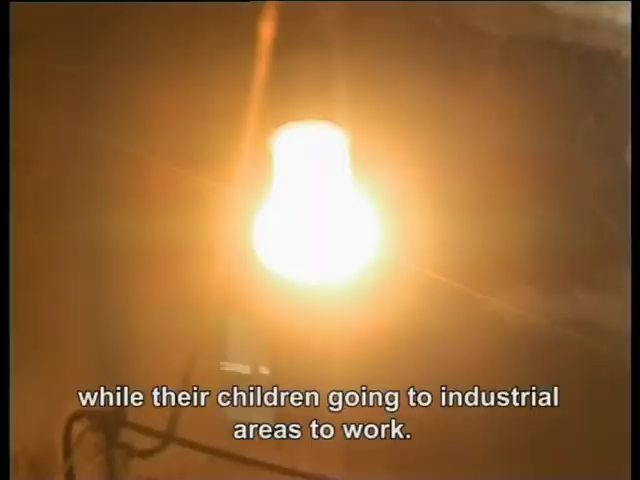 while their children going to industrial
areas to work.